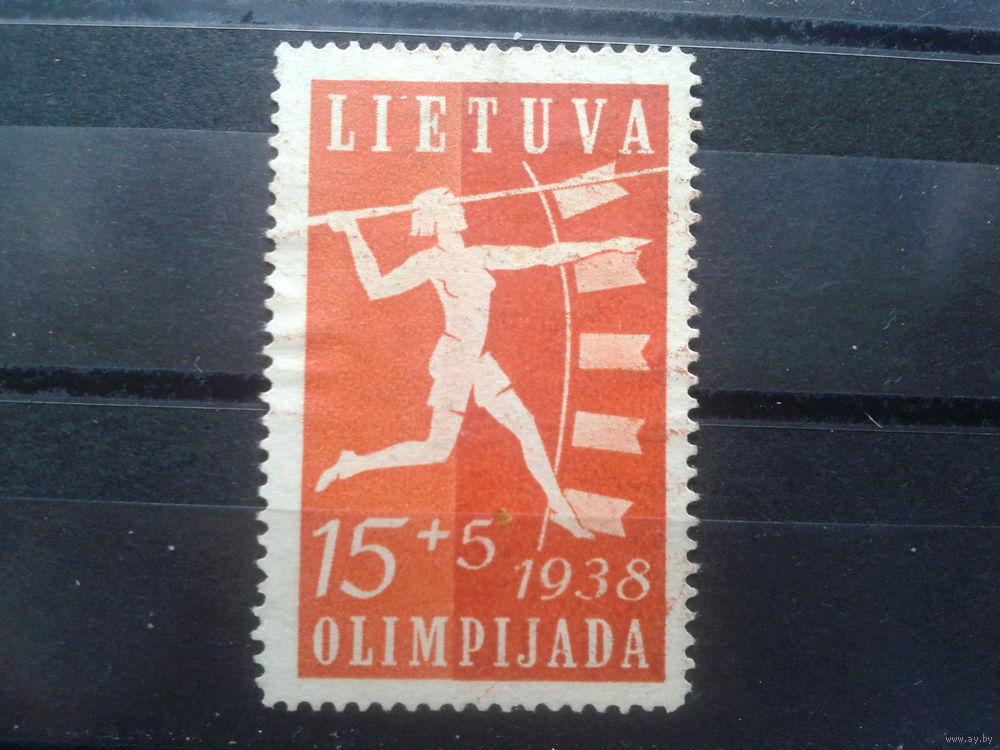 LIETUVA
15 + 5
1938
OLIMPIJADA
www.ay.by